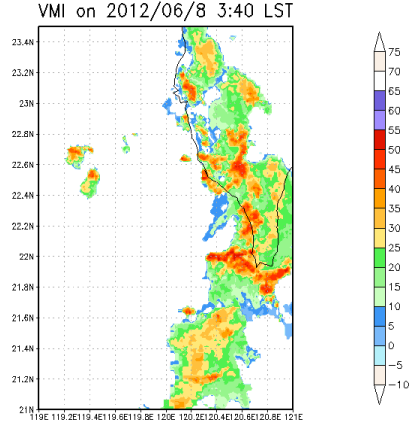 VMI on 2012/06/8 3:40 LST
23.4N
23.2N
23N
22.8N
22.6N
22.4N
22.2N
22N
21.8N
21.6N
21.4N
21.2N
21N
119E 119.2E 119.4E 119.6E 119.8E 120E 120.2E 120.4E 120.6E 120.8E 121E
75
70
65
60
55
50
45
40
35
30
25
20
15
10
5
0
-5
-10